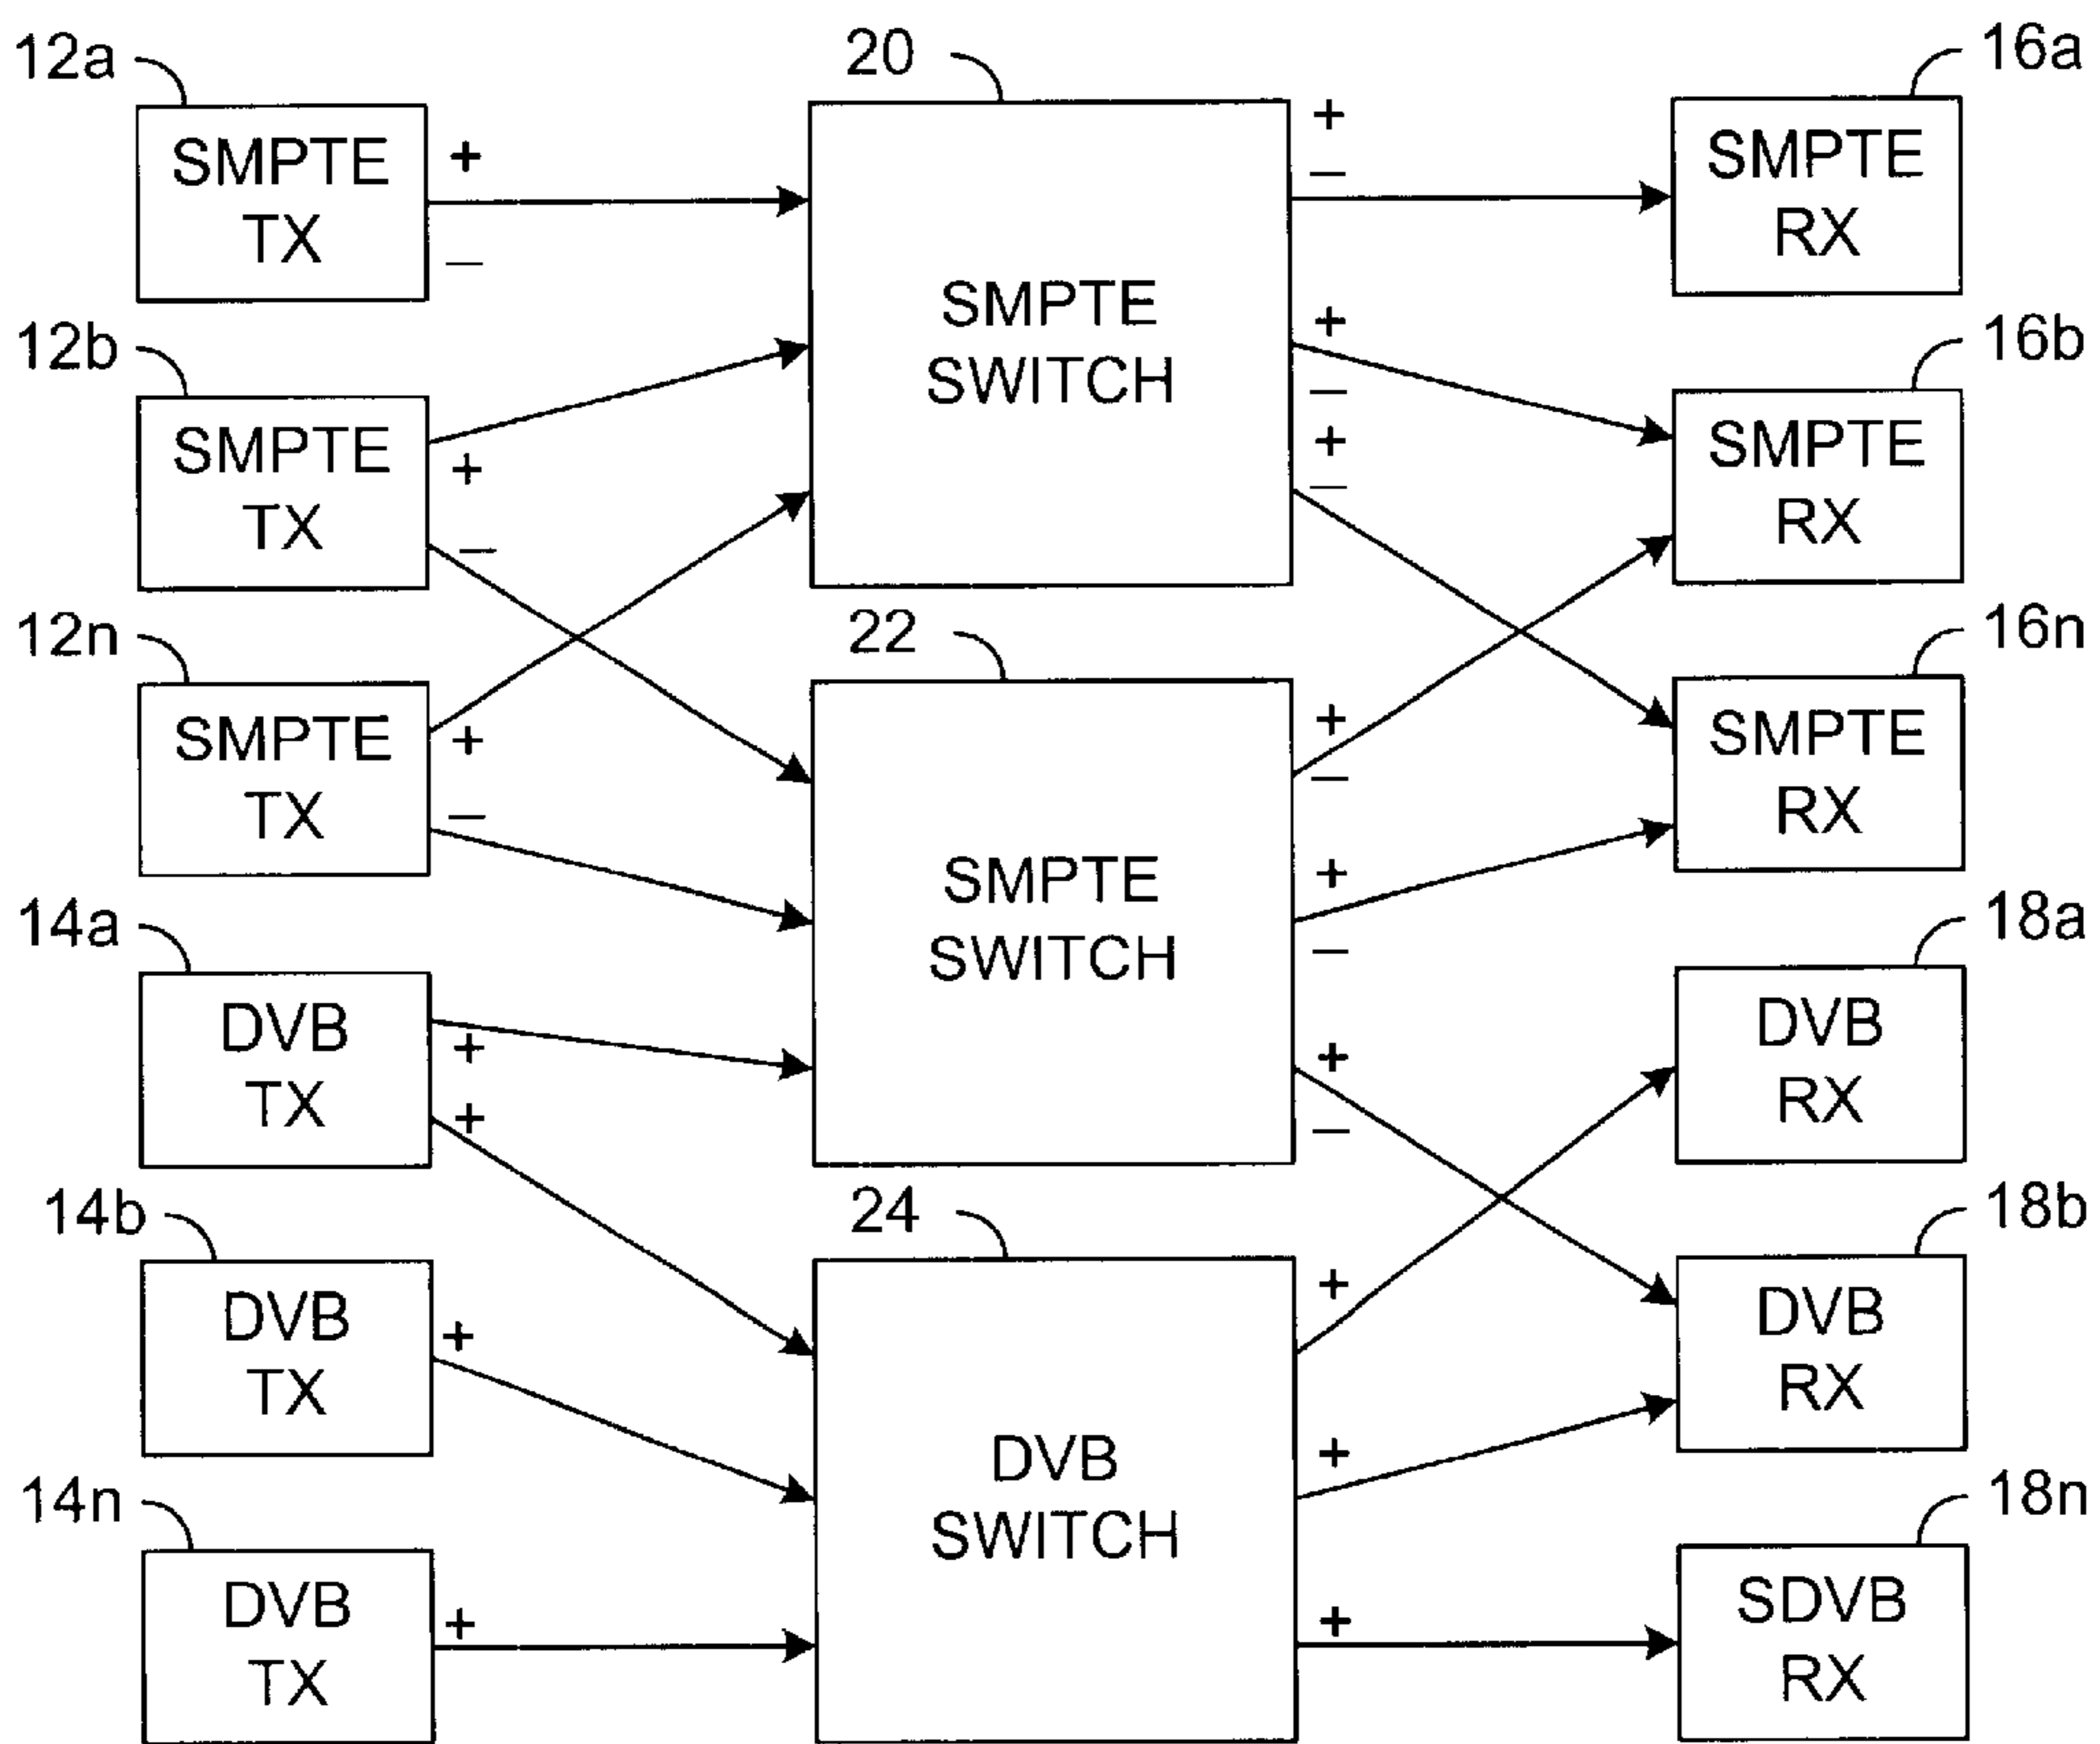 12a
SMPTE
TX
+
–
12b
SMPTE
TX
+
–
12n
SMPTE
TX
+
–
14a
DVB
TX
+
+
14b
DVB
TX
+
14n
DVB
TX
+
20
SMPTE
SWITCH
+
–
+
–
+
–
22
SMPTE
SWITCH
+
–
+
–
+
–
24
DVB
SWITCH
+
+
+
16a
SMPTE
RX
16b
SMPTE
RX
16n
SMPTE
RX
18a
DVB
RX
18b
DVB
RX
18n
SDVB
RX